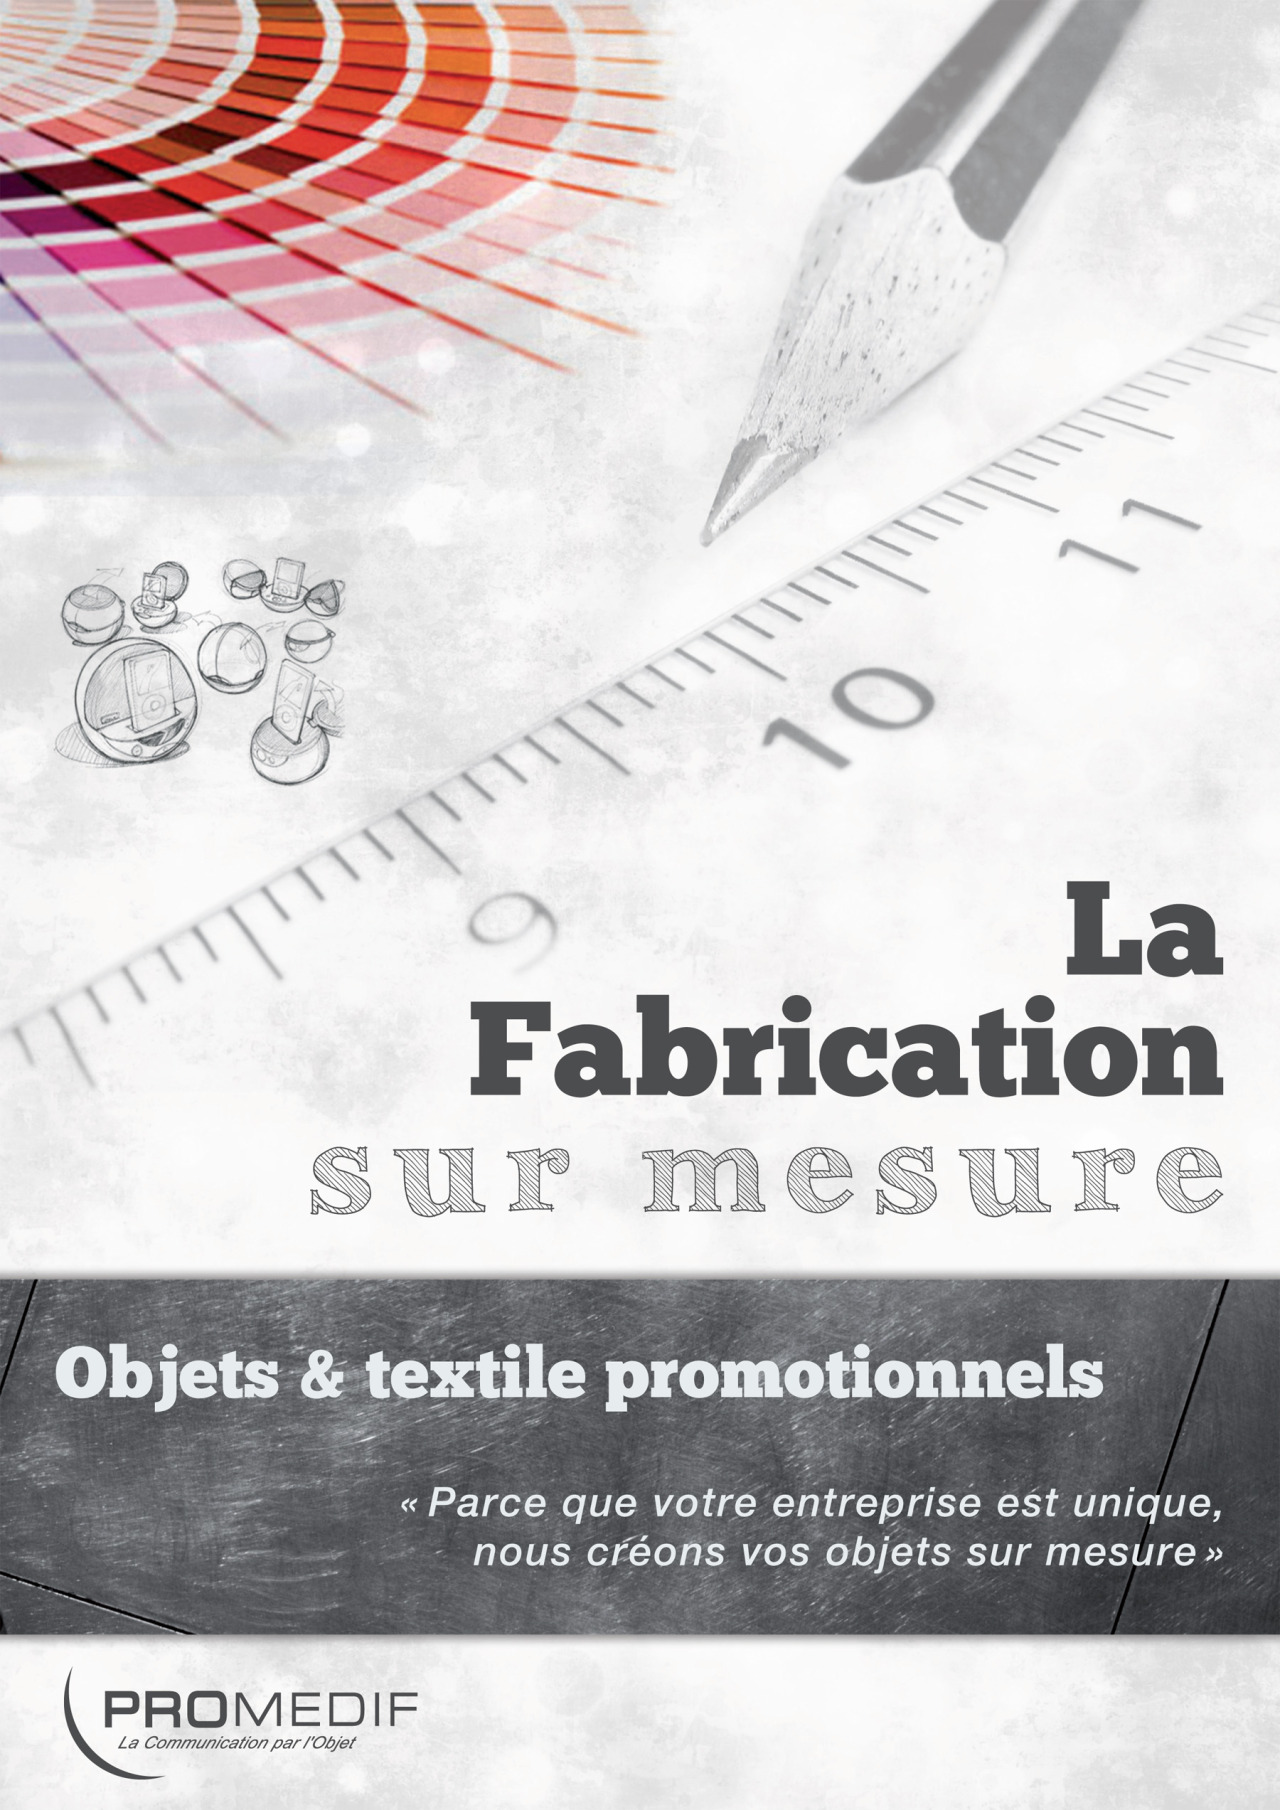 11
10
9
La
Fabrication
sur mesure
Objets & textile promotionnels
« Parce que votre entreprise est unique,
nous créons vos objets sur mesure »
PROMEDIF
La Communication par l'Objet